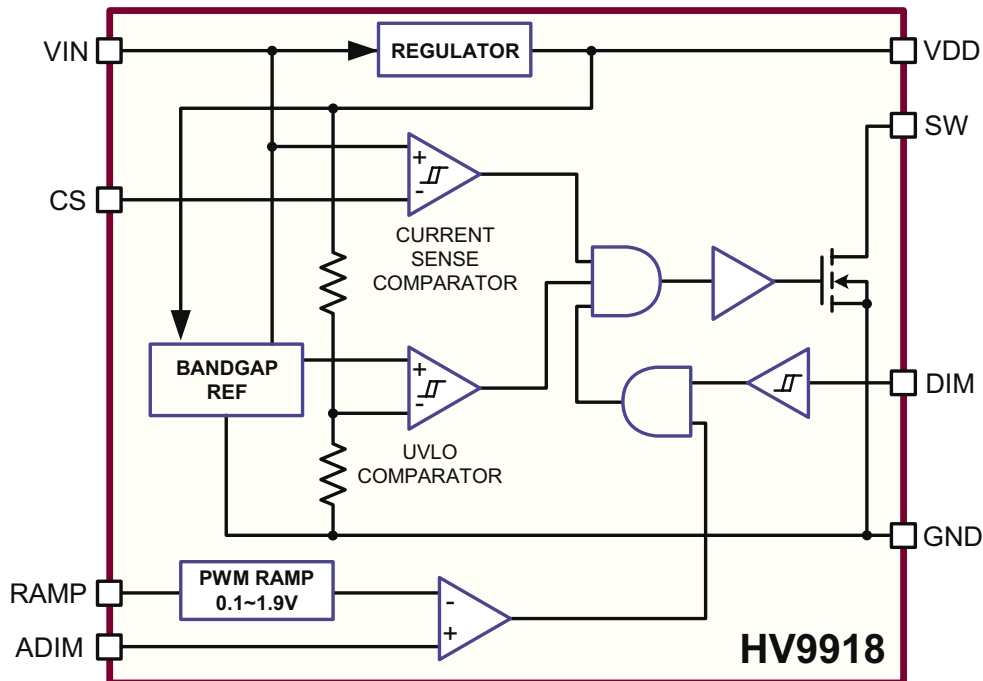 VIN
REGULATOR
VDD
SW
+
-
CS
CURRENT
SENSE
COMPARATOR
BANDGAP
REF
+
-
DIM
UVLO
COMPARATOR
GND
RAMP
PWM RAMP
0.1~1.9V
-
+
ADIM
HV9918